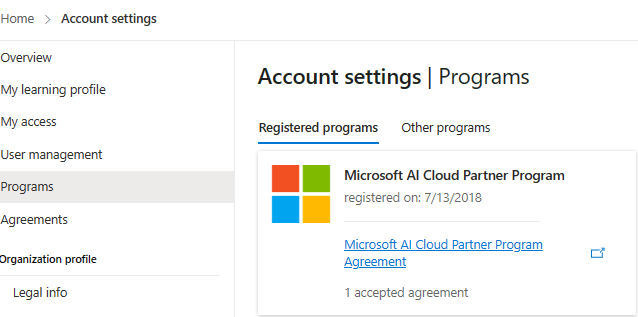 Home > Account settings
Overview
My learning profile
My access
User management
Programs
Agreements
Organization profile
Legal info
Account settings | Programs
Registered programs Other programs
Microsoft AI Cloud Partner Program
registered on: 7/13/2018
Microsoft AI Cloud Partner Program
Agreement
1 accepted agreement